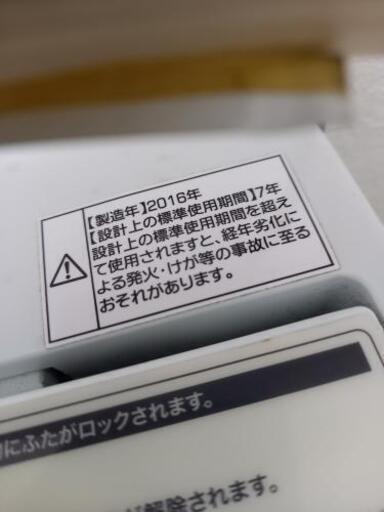 【製造年】2016年
【設計上の標準使用期間】7年
設計上の標準使用期間を超え
て使用されますと、経年劣化に
よる発火・けが等の事故に至る
おそれがあります。
にふたがロックされます。
解除されます。